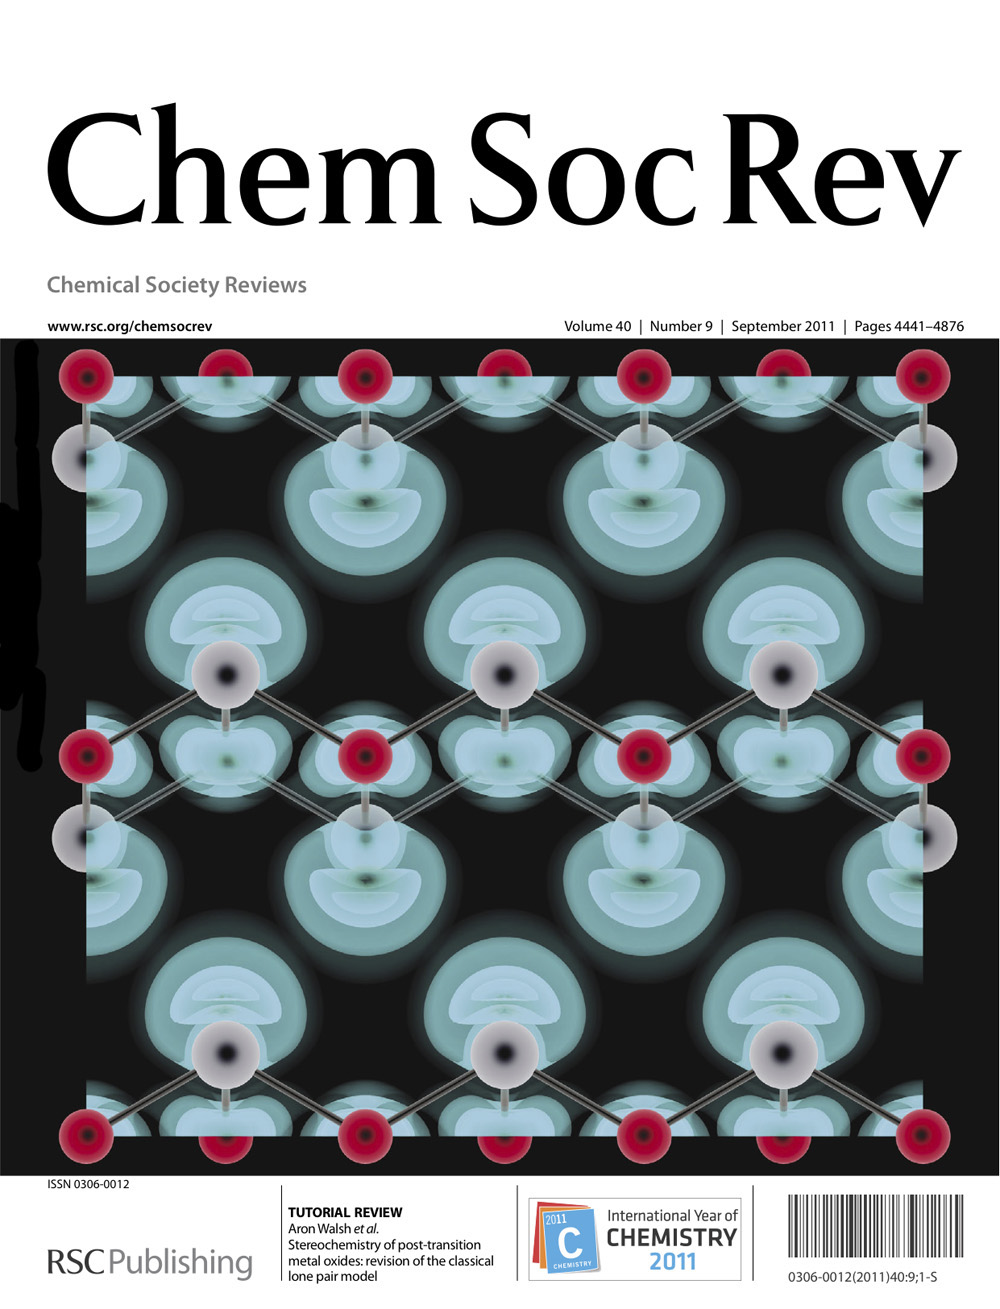 Chem Soc Rev
Chemical Society Reviews
www.rsc.org/chemsocrev
Volume 40 | Number 9 | September 2011 | Pages 4441–4876
ISSN 0306-0012
RSCPublishing
TUTORIAL REVIEW
Aron Walsh et al.
Stereochemistry of post-transition
metal oxides: revision of the classical
lone pair model
2011
C
CHEMISTRY
International Year of
CHEMISTRY
2011
0306-0012(2011)40:9;1-S